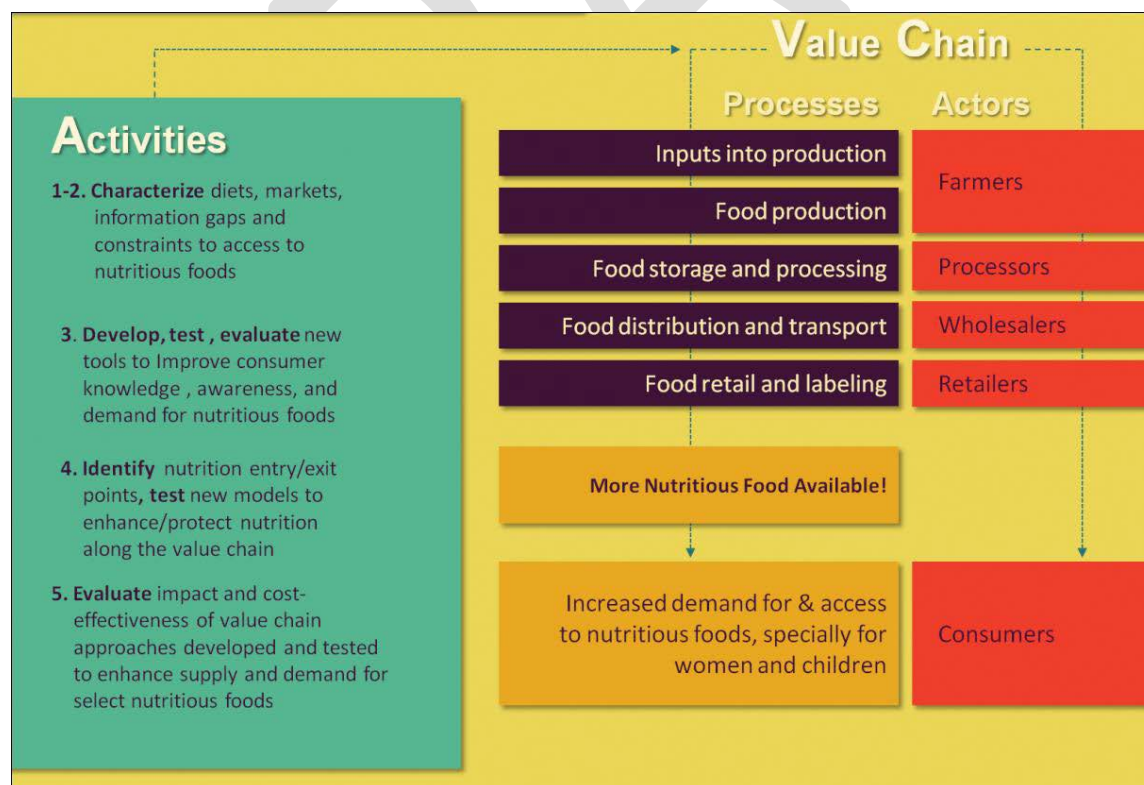 Value Chain
Processes
Actors
Activities
1-2. Characterize diets, markets,
information gaps and
constraints to access to
nutritious foods
3. Develop, test , evaluate new
tools to Improve consumer
knowledge , awareness, and
demand for nutritious foods
4. Identify nutrition entry/exit
points, test new models to
enhance/protect nutrition
along the value chain
5. Evaluate impact and cost-
effectiveness of value chain
approaches developed and tested
to enhance supply and demand for
select nutritious foods
Inputs into production
Food production
Farmers
Food storage and processing
Processors
Food distribution and transport
Wholesalers
Food retail and labeling
Retailers
More Nutritious Food Available!
Increased demand for & access
to nutritious foods, specially for
women and children
Consumers